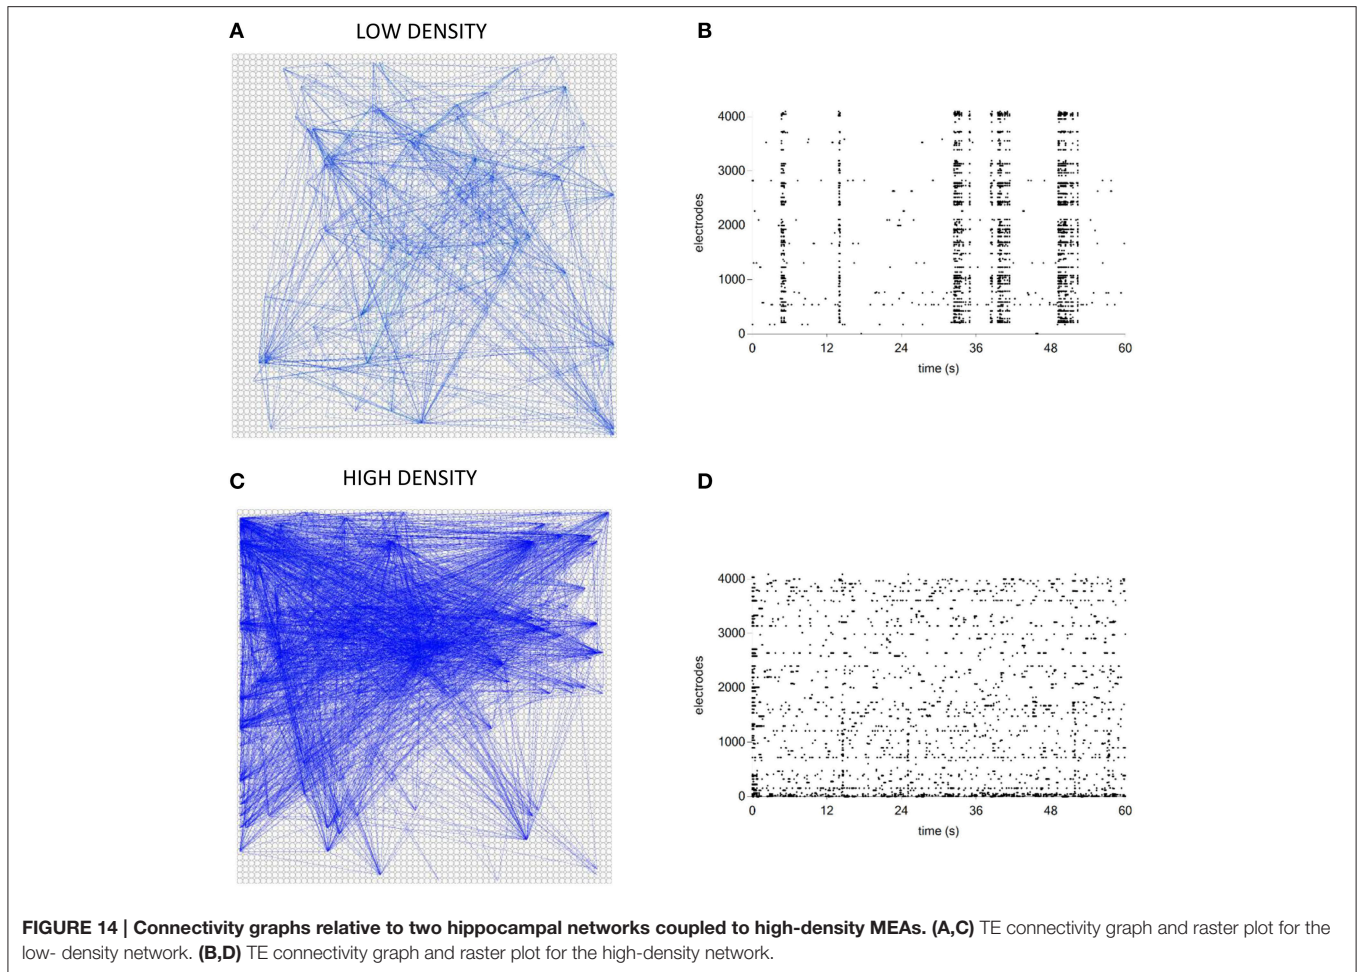 A
LOW DENSITY
B
4000
3000
2000
1000
0
electrodes
0 12 24 36 48 60
time (s)
C
HIGH DENSITY
D
4000
3000
2000
1000
0
electrodes
0 12 24 36 48 60
time (s)
FIGURE 14 | Connectivity graphs relative to two hippocampal networks coupled to high-density MEAs. (A,C) TE connectivity graph and raster plot for the
low- density network. (B,D) TE connectivity graph and raster plot for the high-density network.